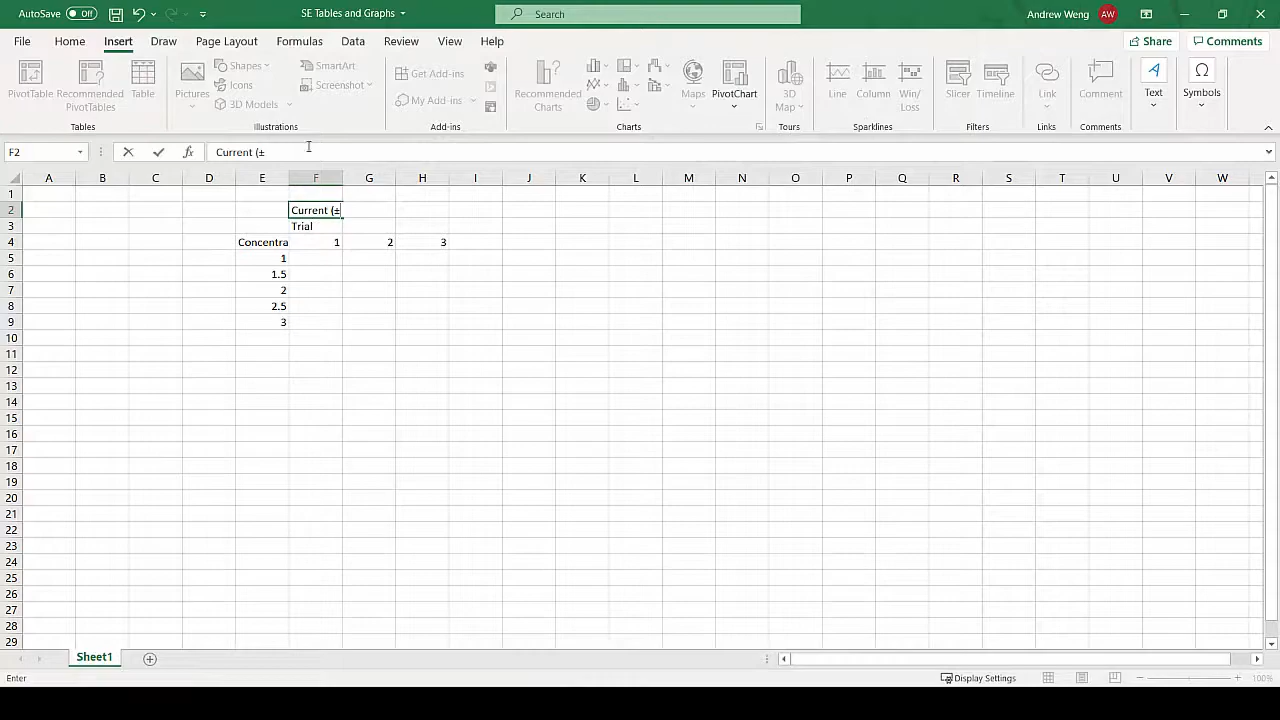 AutoSave Off SE Tables and Graphs Search Andrew Weng AW
File Home Insert Draw Page Layout Formulas Data Review View Help Share Comments
PivotTable Recommended PivotTables Table
Pictures Shapes Icons 3D Models SmartArt Screenshot
Get Add-ins My Add-ins
Recommended Charts Maps PivotChart
3D Map Line Column Win/Loss Slicer Timeline Link Comment Text Symbols
Tables Illustrations Add-ins Charts Tours Sparklines Filters Links Comments
F2 fx Current (±
A B C D E F G H I J K L M N O P Q R S T U V W
1
2 Current (±
3 Trial
4 Concentra 1 2 3
5 1
6 1.5
7 2
8 2.5
9 3
10
11
12
13
14
15
16
17
18
19
20
21
22
23
24
25
26
27
28
29
Sheet1
Enter Display Settings 100%